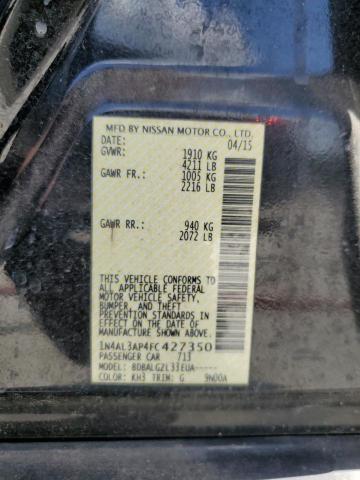 MFD BY NISSAN MOTOR CO., LTD.
DATE: 04/15
GVWR: 1910 KG
4211 LB
GAWR FR.: 1005 KG
2216 LB
GAWR RR.: 940 KG
2072 LB
THIS VEHICLE CONFORMS TO
ALL APPLICABLE FEDERAL
MOTOR VEHICLE SAFETY,
BUMPER, AND THEFT
PREVENTION STANDARDS IN
EFFECT ON THE DATE OF
MANUFACTURE SHOWN
ABOVE.
1N4AL3AP4FC427350
PASSENGER CAR 713
MODEL: BDBALGZL33EUA-----
COLOR: KH3 TRIM: G 9N00A